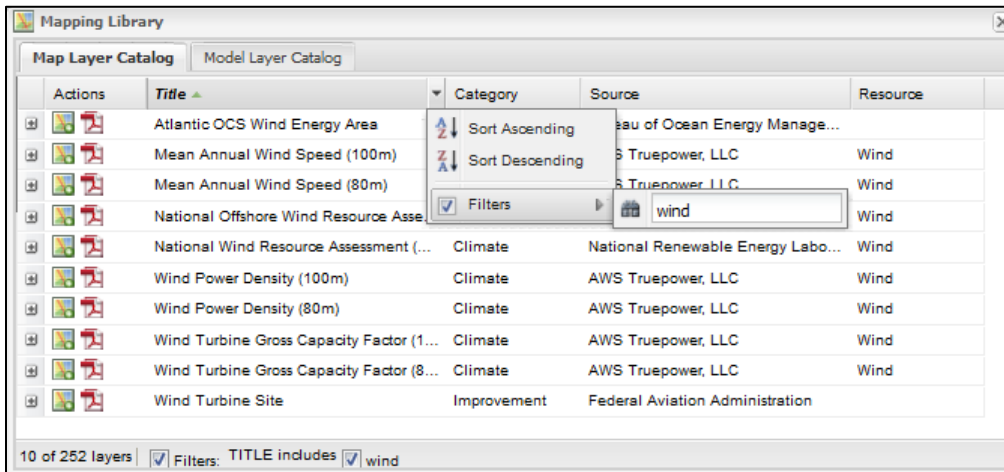 Mapping Library
Map Layer Catalog Model Layer Catalog
Actions Title Category Source Resource
Atlantic OCS Wind Energy Area eau of Ocean Energy Manage...
Sort Ascending
Mean Annual Wind Speed (100m) S Truepower, LLC Wind
Sort Descending
Mean Annual Wind Speed (80m) S Truepower, LLC Wind
National Offshore Wind Resource Asse. Filters wind Wind
National Wind Resource Assessment (... Climate National Renewable Energy Labo... Wind
Wind Power Density (100m) Climate AWS Truepower, LLC Wind
Wind Power Density (80m) Climate AWS Truepower, LLC Wind
Wind Turbine Gross Capacity Factor (1... Climate AWS Truepower, LLC Wind
Wind Turbine Gross Capacity Factor (8... Climate AWS Truepower, LLC Wind
Wind Turbine Site Improvement Federal Aviation Administration
10 of 252 layers Filters: TITLE includes wind